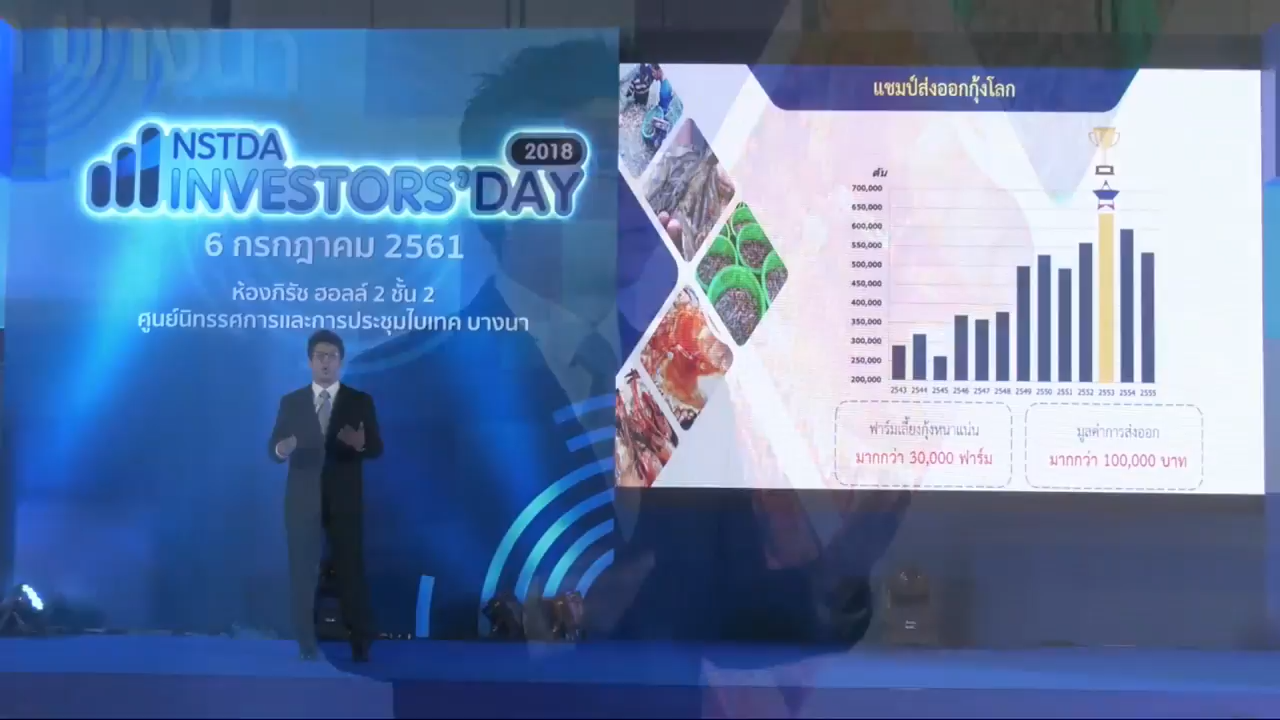 NSTDA
2018
INVESTORS'DAY
6 กรกฎาคม 2561
ห้องภิรัช ฮอลล์ 2 ชั้น 2
ศูนย์นิทรรศการและการประชุมไบเทค บางนา
แชมป์ส่งออกกุ้งโลก
ตัน
700,000
650,000
600,000
550,000
500,000
450,000
400,000
350,000
300,000
250,000
200,000
2543 2544 2545 2546 2547 2548 2549 2550 2551 2552 2553 2554 2555
ฟาร์มเลี้ยงกุ้งหนาแน่น
มากกว่า 30,000 ฟาร์ม
มูลค่าการส่งออก
มากกว่า 100,000 บาท